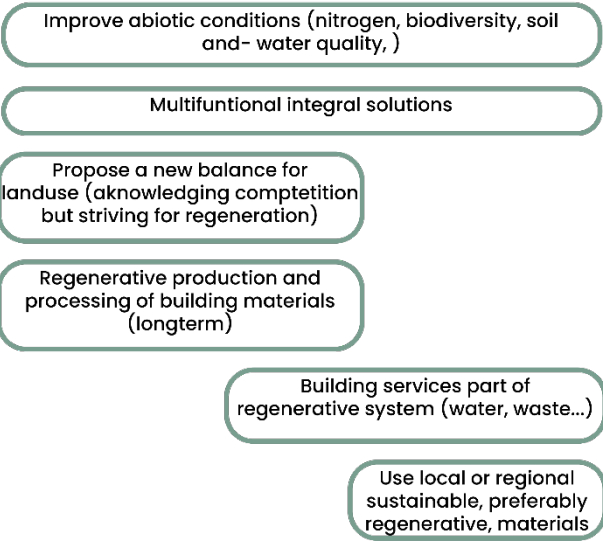 Improve abiotic conditions (nitrogen, biodiversity, soil
and- water quality, )
Multifuntional integral solutions
Propose a new balance for
landuse (aknowledging comptetition
but striving for regeneration)
Regenerative production and
processing of building materials
(longterm)
Building services part of
regenerative system (water, waste...)
Use local or regional
sustainable, preferably
regenerative, materials